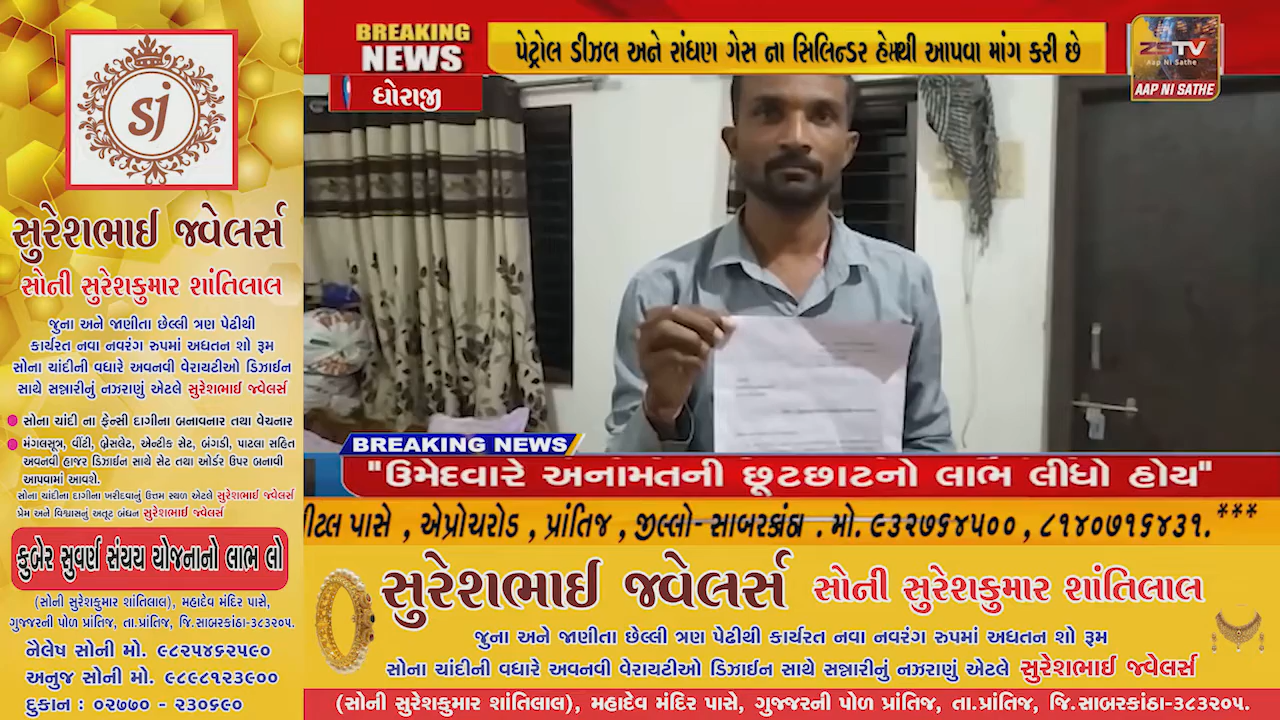 sj
સુરેશભાઈ જ્વેલર્સ
સોની સુરેશકુમાર શાંતિલાલ
જુના અને જાણીતા છેલ્લી ત્રણ પેઢીથી
કાર્યરત નવા નવરંગ રુપમાં અધતન શો રૂમ
સોના ચાંદીની વધારે અવનવી વેરાયટીઓ ડિઝાઈન
સાથે સન્નારીનું નઝરાણું એટલે સુરેશભાઈ જ્વેલર્સ
સોના ચાંદી ના ફેન્સી દાગીના બનાવનાર તથા વેચનાર
મંગલસૂત્ર, વીંટી, બ્રેસલેટ, એન્ટીક સેટ, બંગડી, પાટલા સહિત
અવનવી હાજર ડિઝાઈન સાથે સેટ તથા ઓર્ડર ઉપર બનાવી
આપવામાં આવશે.
સોના ચાંદીના દાગીના ખરીદવાનું ઉત્તમ સ્થળ એટલે સુરેશભાઈ જ્વેલર્સ
પ્રેમ અને વિશ્વાસનું અતૂટ બંધન સુરેશભાઈ જ્વેલર્સ
કુબેર સુવર્ણ સંચય યોજનાનો લાભ લો
(સોની સુરેશકુમાર શાંતિલાલ), મહાદેવ મંદિર પાસે,
ગુજ્જરની પોળ પ્રાંતિજ, તા.પ્રાંતિજ, જિ.સાબરકાંઠા-૩૮૩૨૦૫.
નૈલેષ સોની મો. ૯૮૨૫૪૬૨૫૯૦
અનુજ સોની મો. ૯૮૯૮૧૨૩૯૦૦
દુકાન : ૦૨૭૭૦ - ૨૩૦૬૯૦
BREAKING
NEWS
પેટ્રોલ ડીઝલ અને રાંધણ ગેસ ના સિલિન્ડર હેમથી આપવા માંગ કરી છે
ZSTV
Aap Ni Sathe
AAP NI SATHE
ધોરાજી
BREAKING NEWS
"ઉમેદવારે અનામતની છૂટછાટનો લાભ લીધો હોય"
પાસે , એપ્રોચરોડ , પ્રાંતિજ , જીલ્લો-સાબરકાંઠા . મો. ૯૩૨૭૬૪૫૦૦ , ૮૧૪૦૭૧૬૪૩૧.***
સુરેશભાઈ જ્વેલર્સ સોની સુરેશકુમાર શાંતિલાલ
જુના અને જાણીતા છેલ્લી ત્રણ પેઢીથી કાર્યરત નવા નવરંગ રુપમાં અધતન શો રૂમ
સોના ચાંદીની વધારે અવનવી વેરાયટીઓ ડિઝાઈન સાથે સન્નારીનું નઝરાણું એટલે સુરેશભાઈ જ્વેલર્સ
(સોની સુરેશકુમાર શાંતિલાલ), મહાદેવ મંદિર પાસે, ગુજ્જરની પોળ પ્રાંતિજ, તા.પ્રાંતિજ, જિ.સાબરકાંઠા-૩૮૩૨૦૫.